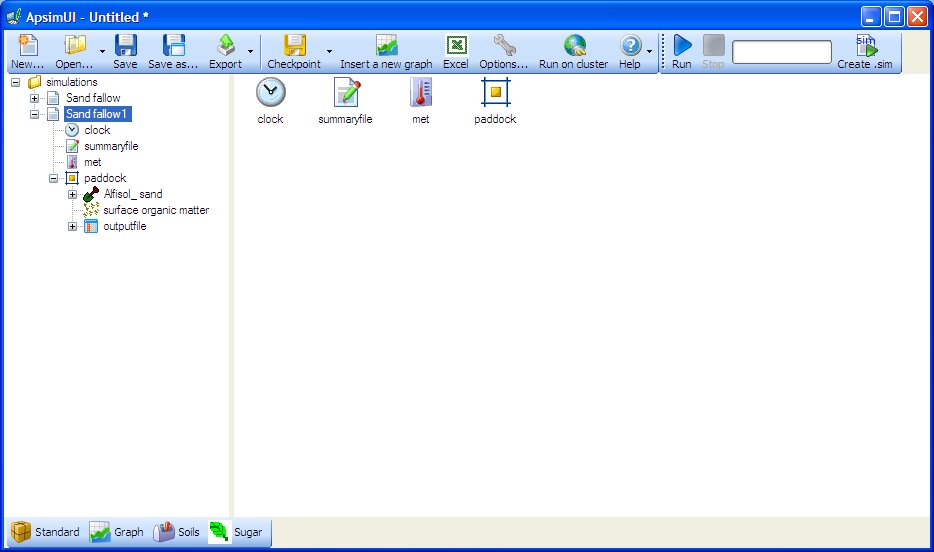 ApsimUI - Untitled *
New... Open... Save Save as... Export Checkpoint Insert a new graph Excel Options... Run on cluster Help Run Stop Create .sim
simulations
Sand fallow
Sand fallow1
clock
summaryfile
met
paddock
Alfisol_ sand
surface organic matter
outputfile
clock summaryfile met paddock
Standard Graph Soils Sugar